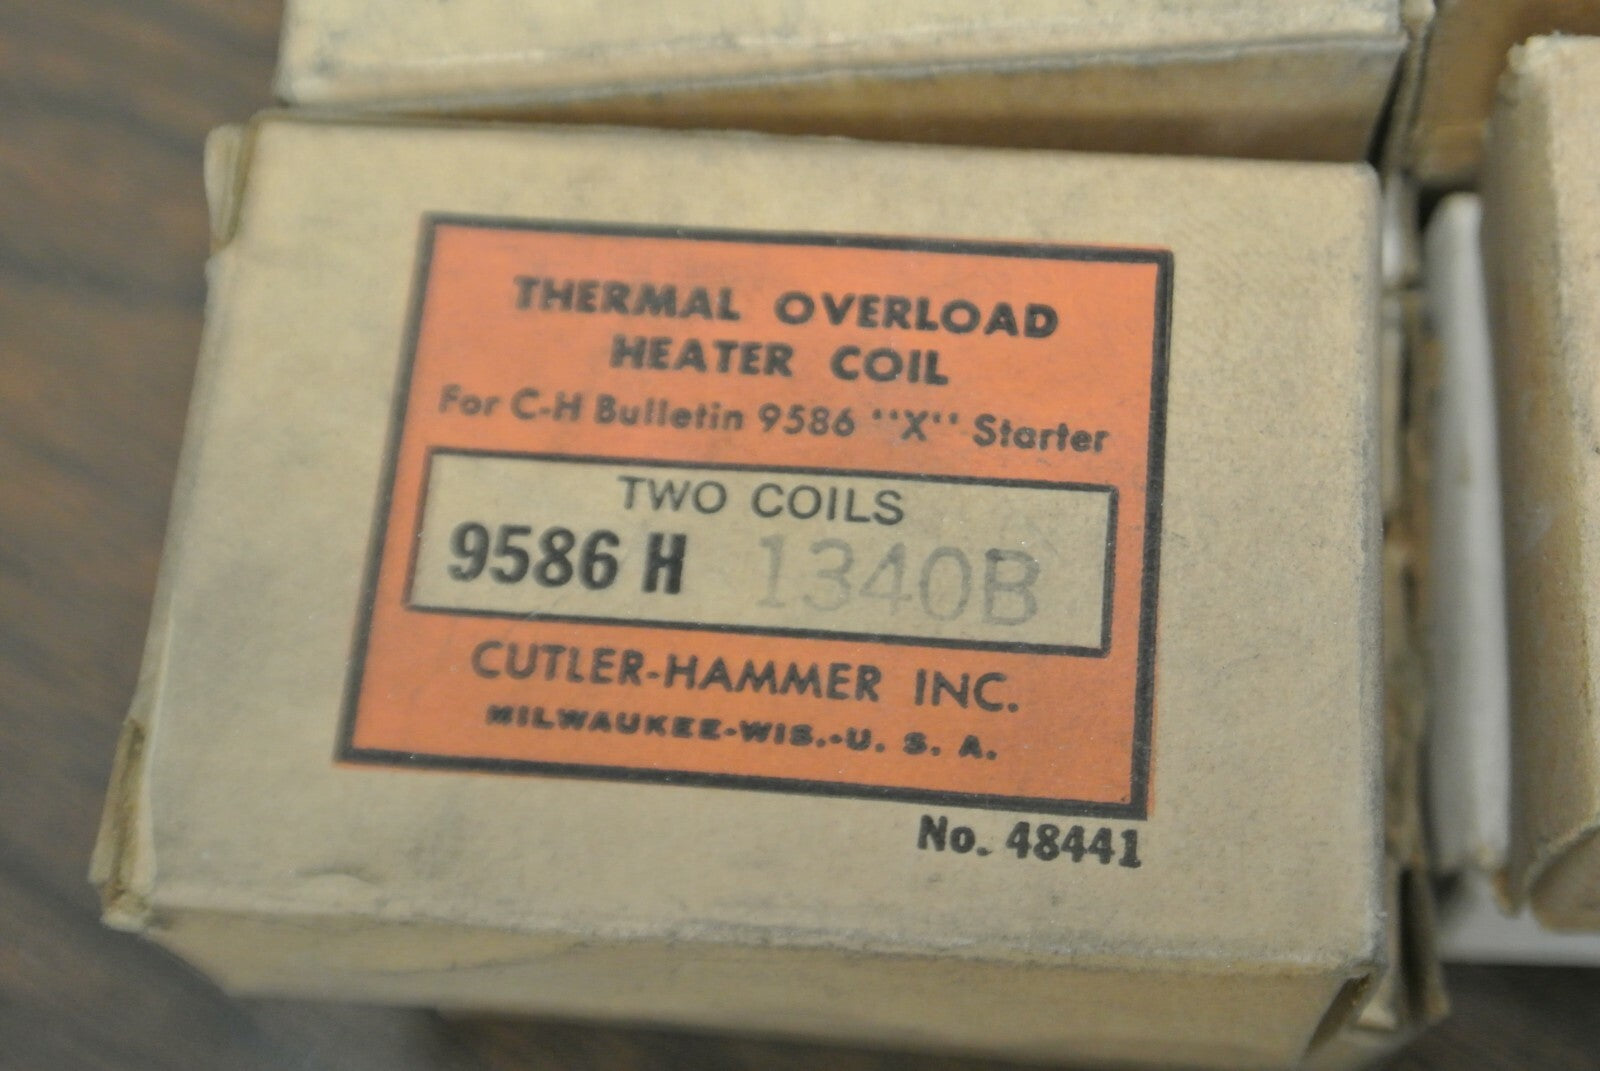 THERMAL OVERLOAD
HEATER COIL
For C-H Bulletin 9586 "X" Starter
TWO COILS
9586 H 1340B
CUTLER-HAMMER INC.
MILWAUKEE-WIS.-U. S. A.
No. 48441